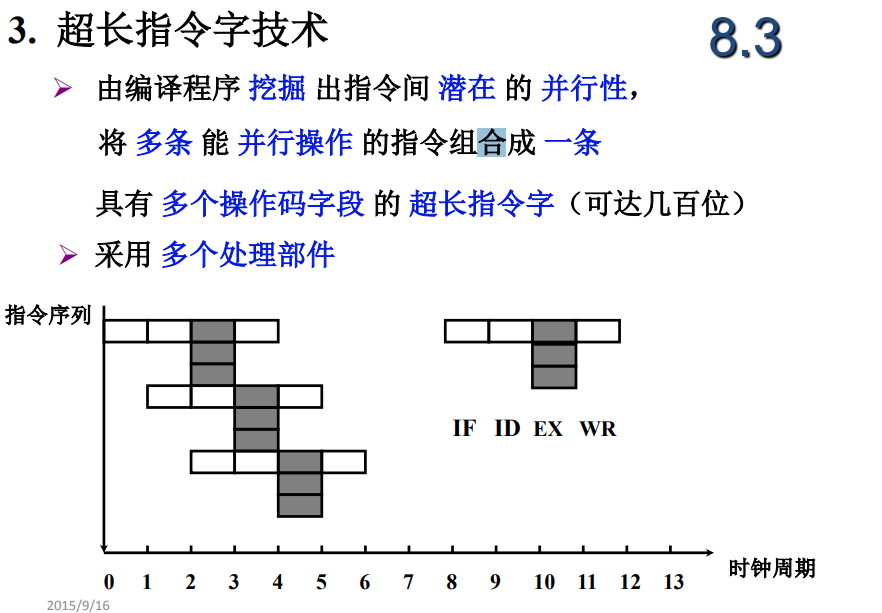 3. 超长指令字技术
8.3
➢ 由编译程序 挖掘 出指令间 潜在 的 并行性，
将 多条 能 并行操作 的指令组合成 一条
具有 多个操作码字段 的 超长指令字（可达几百位）
➢ 采用 多个处理部件
指令序列
IF ID EX WR
0 1 2 3 4 5 6 7 8 9 10 11 12 13
时钟周期
2015/9/16